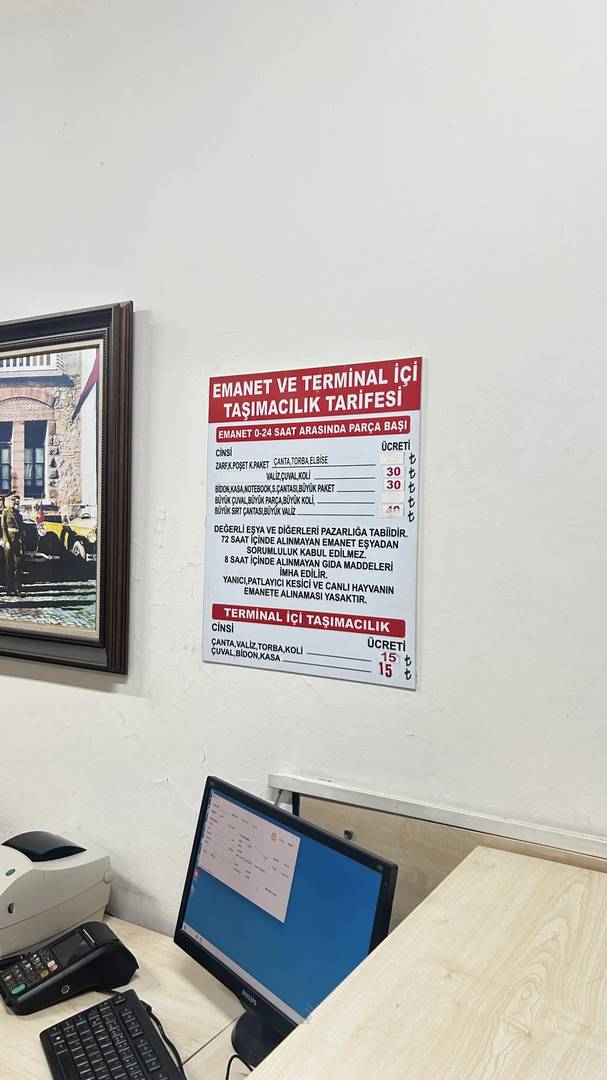 EMANET VE TERMİNAL İÇİ
TAŞIMACILIK TARİFESİ
EMANET 0-24 SAAT ARASINDA PARÇA BAŞI
CİNSİ ÜCRETİ
ZARF,K.POŞET K.PAKET ÇANTA,TORBA,ELBİSE ₺
VALİZ,ÇUVAL,KOLİ 30 ₺
BİDON,KASA,NOTEBOOK,S.ÇANTASI,BÜYÜK PAKET 30 ₺
BÜYÜK ÇUVAL,BÜYÜK PARÇA,BÜYÜK KOLİ, ₺
BÜYÜK SIRT ÇANTASI,BÜYÜK VALİZ 40 ₺
DEĞERLİ EŞYA VE DİĞERLERİ PAZARLIĞA TABİİDİR.
72 SAAT İÇİNDE ALINMAYAN EMANET EŞYADAN
SORUMLULUK KABUL EDİLMEZ.
8 SAAT İÇİNDE ALINMAYAN GIDA MADDELERİ
İMHA EDİLİR.
YANICI,PATLAYICI KESİCİ VE CANLI HAYVANIN
EMANETE ALINAMASI YASAKTIR.
TERMİNAL İÇİ TAŞIMACILIK
CİNSİ ÜCRETİ
ÇANTA,VALİZ,TORBA,KOLİ 15 ₺
ÇUVAL,BİDON,KASA 15 ₺
PHILIPS